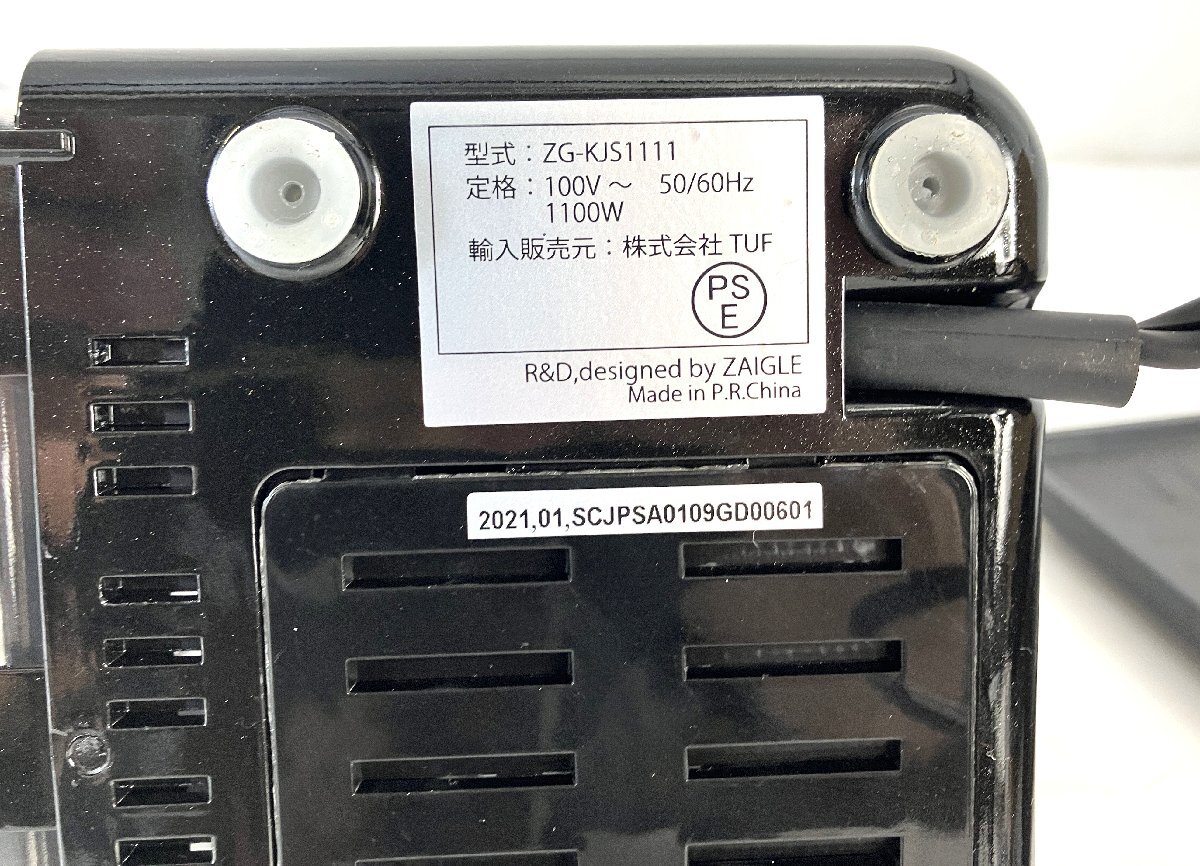 型式：ZG-KJS1111
定格：100V～ 50/60Hz
1100W
輸入販売元：株式会社 TUF
PS
E
R&D,designed by ZAIGLE
Made in P.R.China
2021,01,SCJPSA0109GD00601